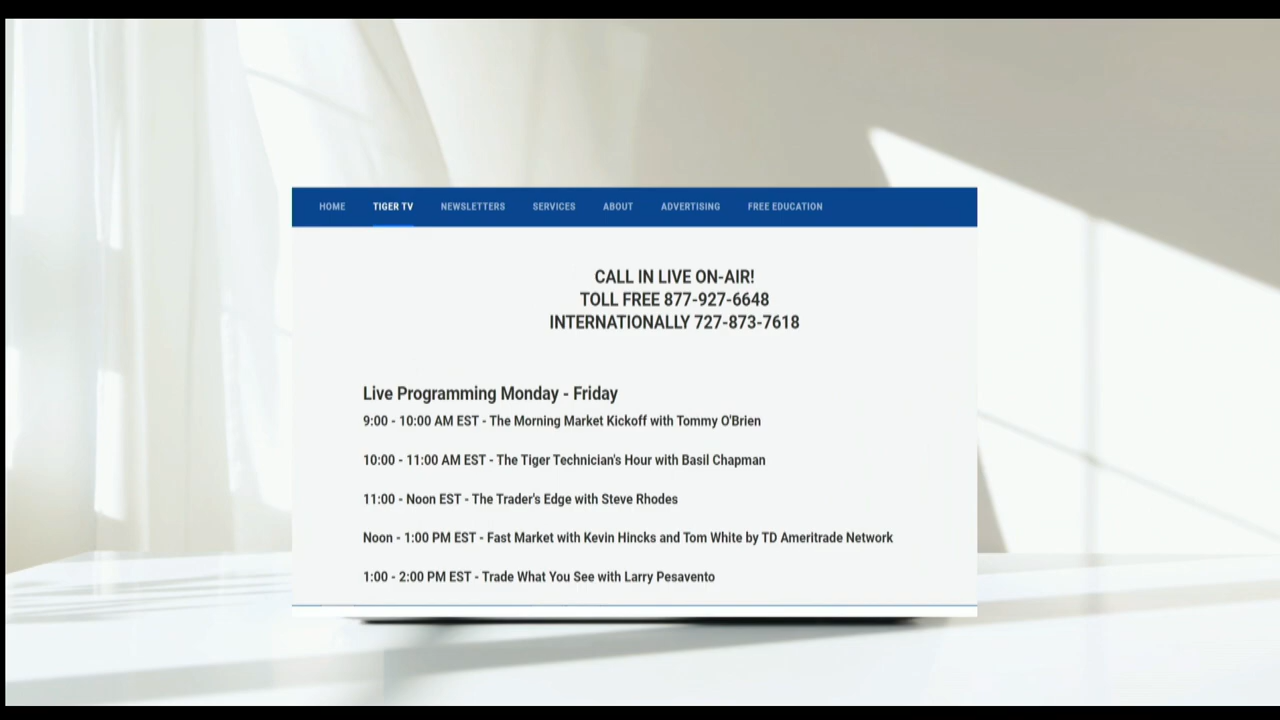 HOME TIGER TV NEWSLETTERS SERVICES ABOUT ADVERTISING FREE EDUCATION
CALL IN LIVE ON-AIR!
TOLL FREE 877-927-6648
INTERNATIONALLY 727-873-7618
Live Programming Monday - Friday
9:00 - 10:00 AM EST - The Morning Market Kickoff with Tommy O'Brien
10:00 - 11:00 AM EST - The Tiger Technician's Hour with Basil Chapman
11:00 - Noon EST - The Trader's Edge with Steve Rhodes
Noon - 1:00 PM EST - Fast Market with Kevin Hincks and Tom White by TD Ameritrade Network
1:00 - 2:00 PM EST - Trade What You See with Larry Pesavento